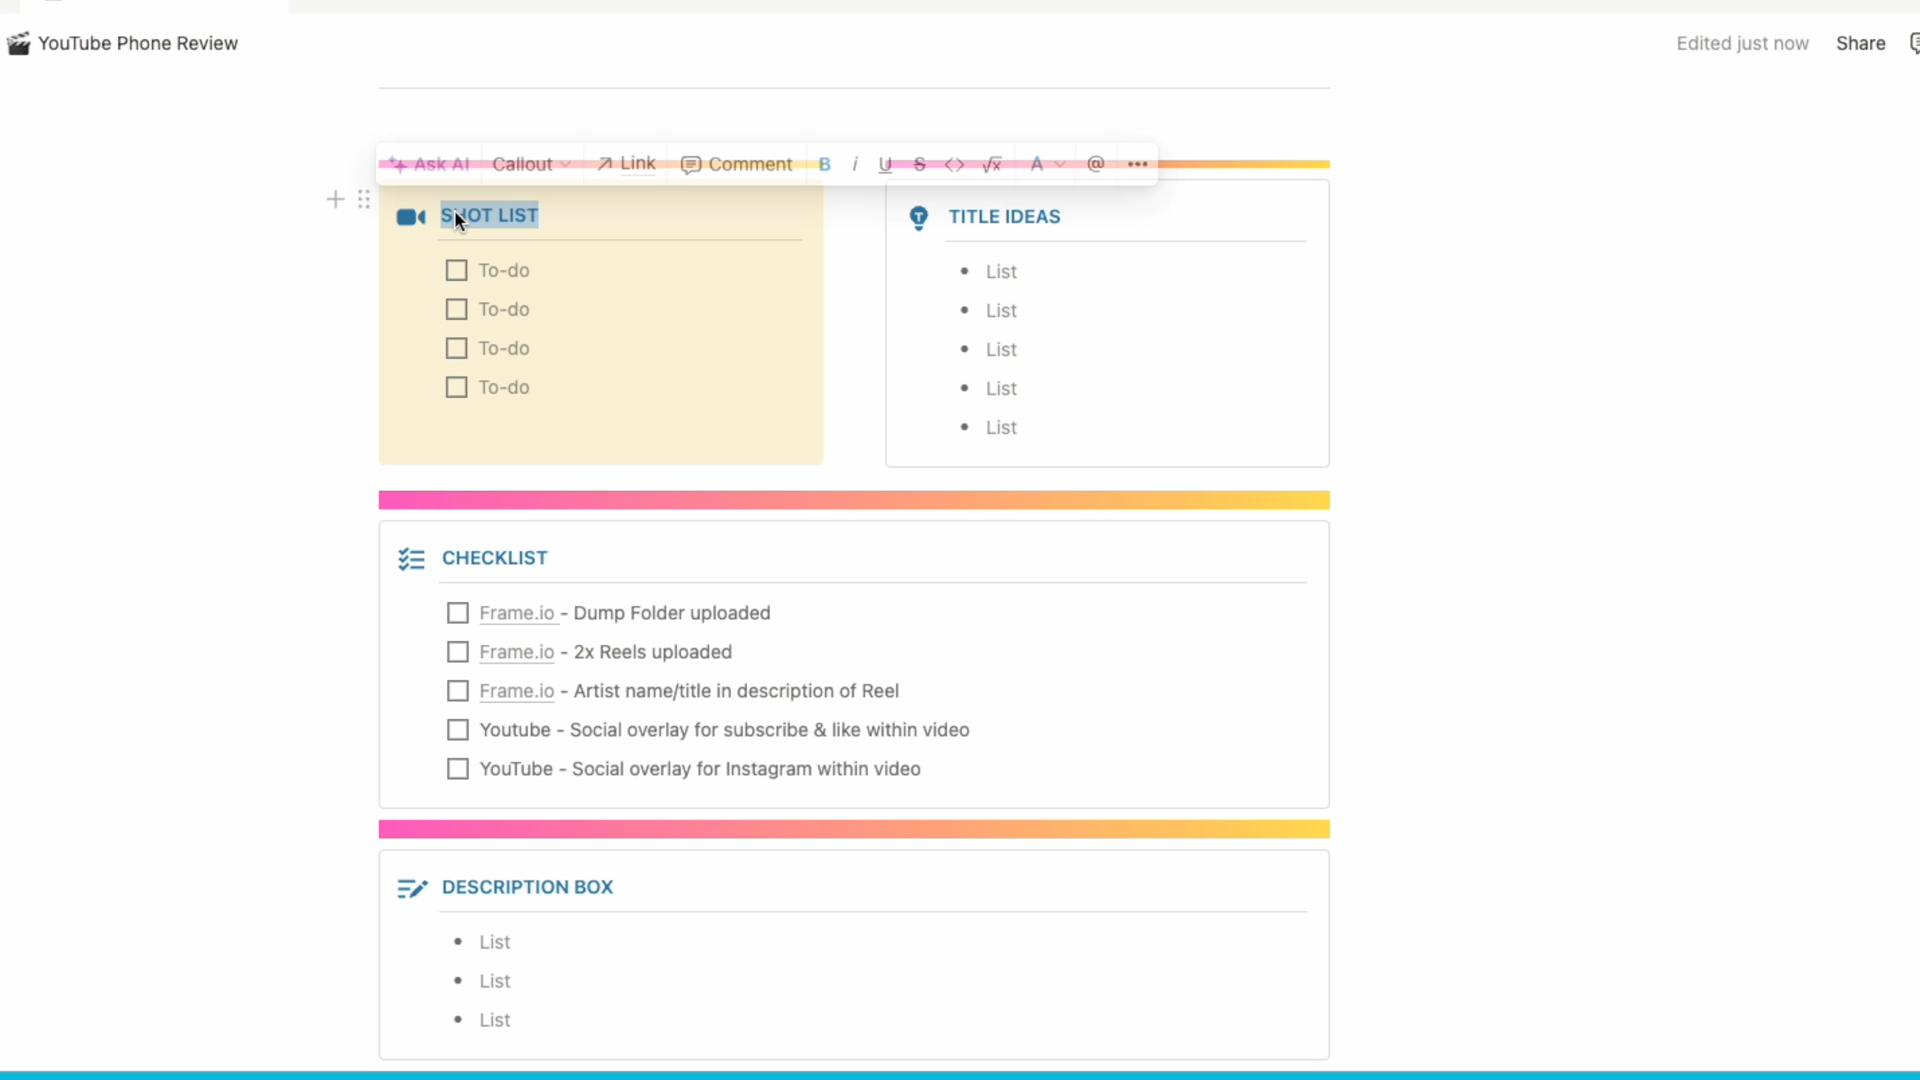 YouTube Phone Review
Edited just now
Share
Ask AI
Callout
Link
Comment
B
i
U
S
<>
√x
A
@
•••
SHOT LIST
To-do
To-do
To-do
To-do
TITLE IDEAS
• List
• List
• List
• List
• List
CHECKLIST
Frame.io - Dump Folder uploaded
Frame.io - 2x Reels uploaded
Frame.io - Artist name/title in description of Reel
Youtube - Social overlay for subscribe & like within video
YouTube - Social overlay for Instagram within video
DESCRIPTION BOX
• List
• List
• List